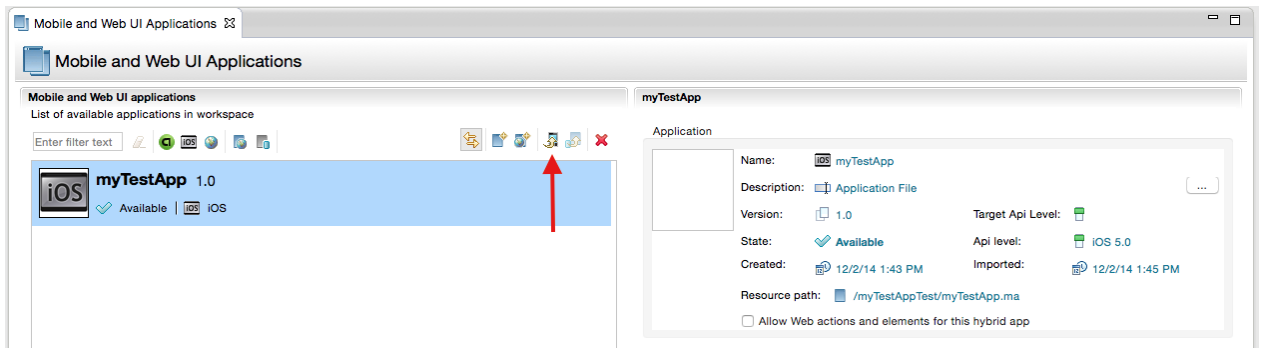 Mobile and Web UI Applications
Mobile and Web UI Applications
Mobile and Web UI applications
List of available applications in workspace
Enter filter text
iOS
iOS
myTestApp 1.0
Available | iOS iOS
myTestApp
Application
Name: iOS myTestApp
Description: Application File
...
Version: 1.0
Target Api Level:
State: Available
Api level: iOS 5.0
Created: 12/2/14 1:43 PM
Imported: 12/2/14 1:45 PM
Resource path: /myTestAppTest/myTestApp.ma
Allow Web actions and elements for this hybrid app